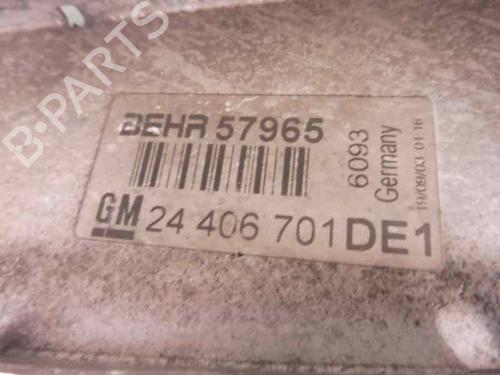 BEHR 57965
GM 24 406 701 DE1
6093
Germany
19/09/03 01:16
B-PARTS